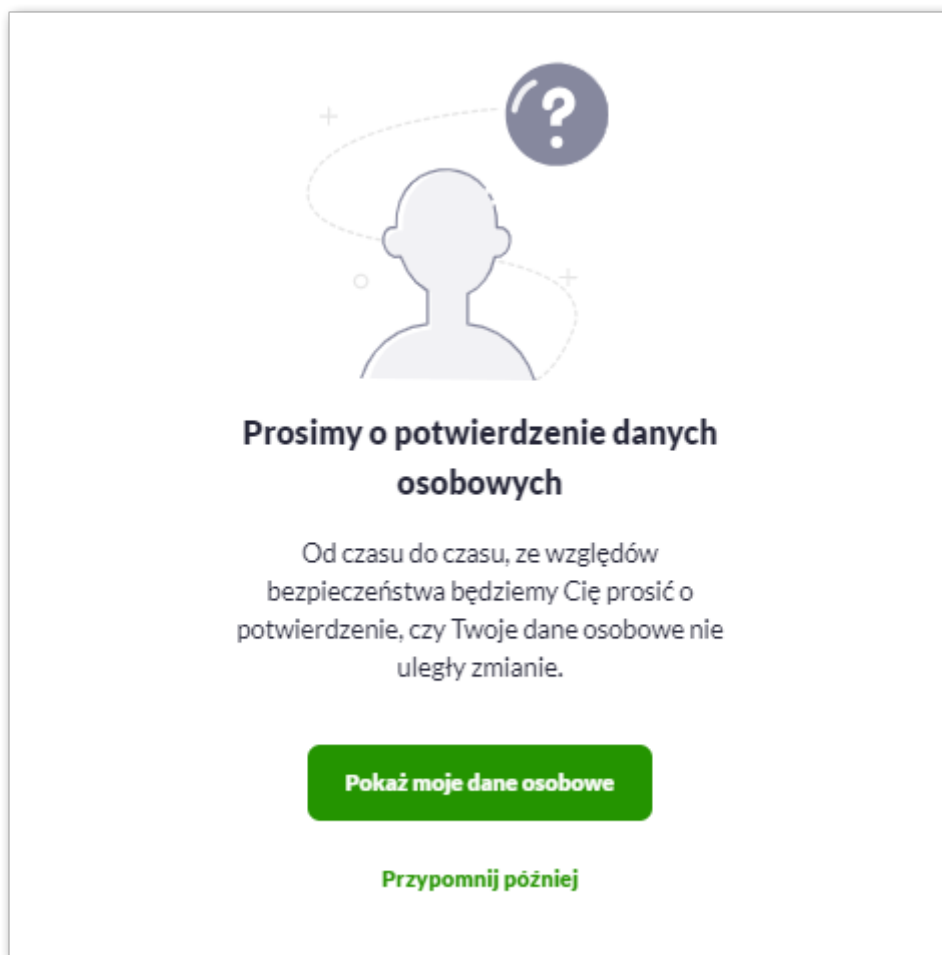 ?
Prosimy o potwierdzenie danych
osobowych
Od czasu do czasu, ze względów
bezpieczeństwa będziemy Cię prosić o
potwierdzenie, czy Twoje dane osobowe nie
uległy zmianie.
Pokaż moje dane osobowe
Przypomnij później